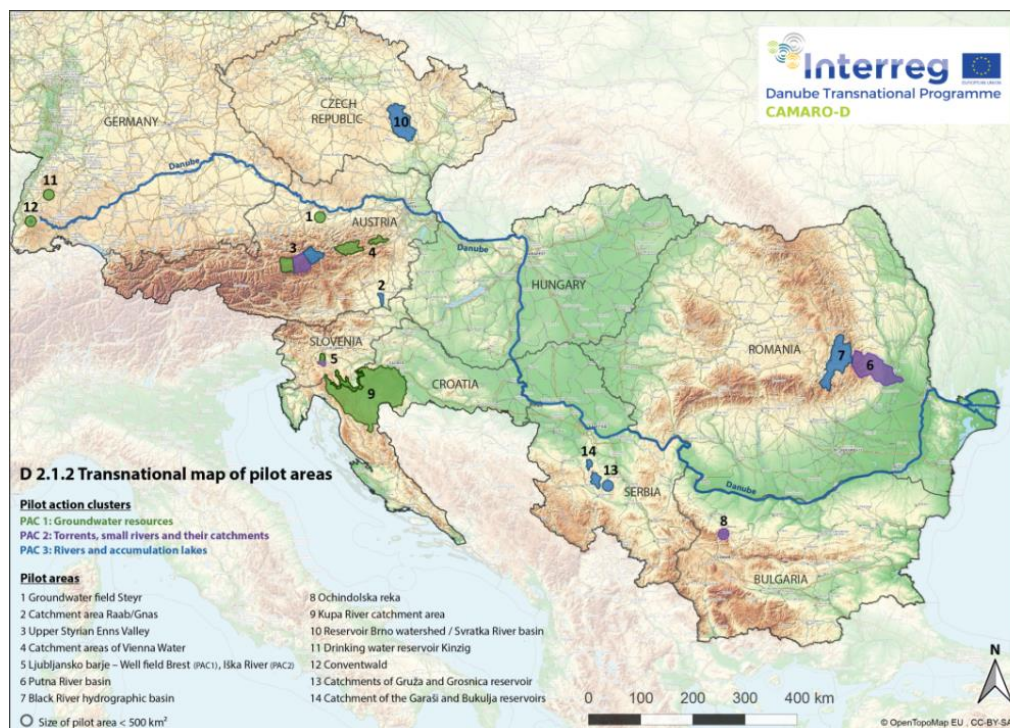 Interreg
EUROPEAN UNION
Danube Transnational Programme
CAMARO-D
CZECH
REPUBLIC
10
GERMANY
Danube
11
12
1
AUSTRIA
3
4
Danube
2
HUNGARY
SLOVENIA
5
ROMANIA
7
6
CROATIA
9
14
13
SERBIA
Danube
8
BULGARIA
D 2.1.2 Transnational map of pilot areas
Pilot action clusters
PAC 1: Groundwater resources
PAC 2: Torrents, small rivers and their catchments
PAC 3: Rivers and accumulation lakes
Pilot areas
1 Groundwater field Steyr
2 Catchment area Raab/Gnas
3 Upper Styrian Enns Valley
4 Catchment areas of Vienna Water
5 Ljubljansko barje – Well field Brest (PAC1), Iška River (PAC2)
6 Putna River basin
7 Black River hydrographic basin
8 Ochindolska reka
9 Kupa River catchment area
10 Reservoir Brno watershed / Svratka River basin
11 Drinking water reservoir Kinzig
12 Conventwald
13 Catchments of Gruža and Grosnica reservoir
14 Catchment of the Garaši and Bukulja reservoirs
Size of pilot area < 500 km²
0 100 200 300 400 km
N
© OpenTopoMap EU , CC-BY-SA